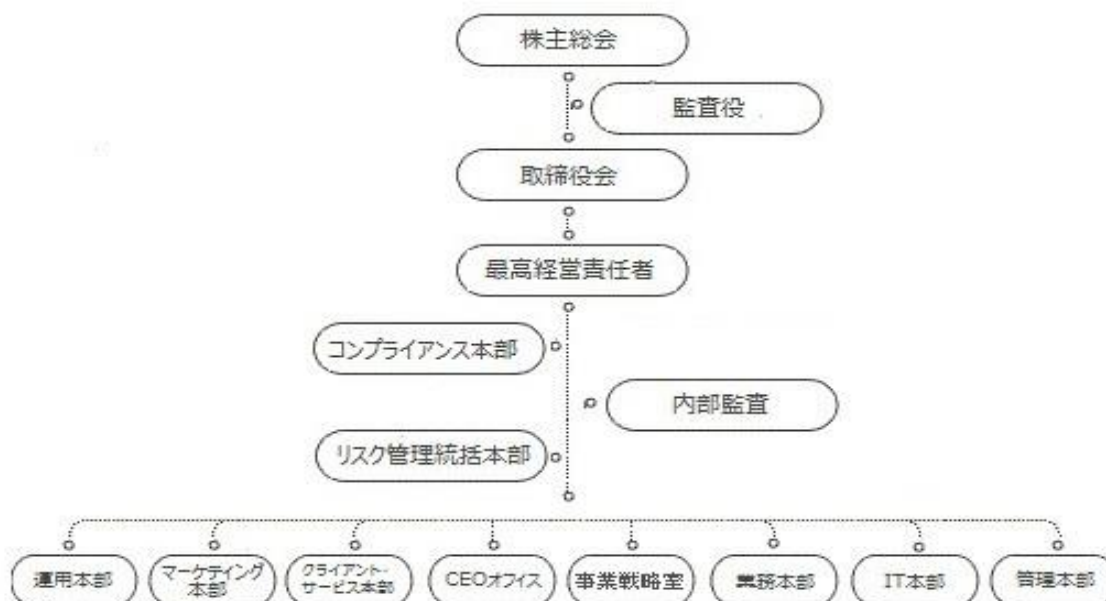 株主総会
監査役
取締役会
最高経営責任者
コンプライアンス本部
内部監査
リスク管理統括本部
運用本部
マーケティング
本部
クライアント・
サービス本部
CEOオフィス
事業戦略室
業務本部
IT本部
管理本部